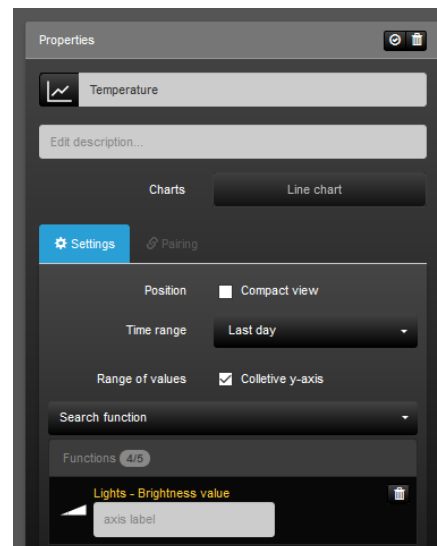 Properties
Temperature
Edit description...
Charts Line chart
Settings Pairing
Position Compact view
Time range Last day
Range of values Colletive y-axis
Search function
Functions 4/5
Lights - Brightness value
axis label